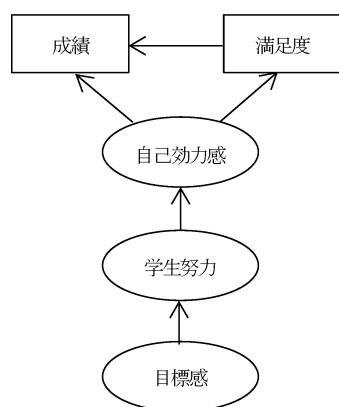 成績
満足度
自己効力感
学生努力
目標感